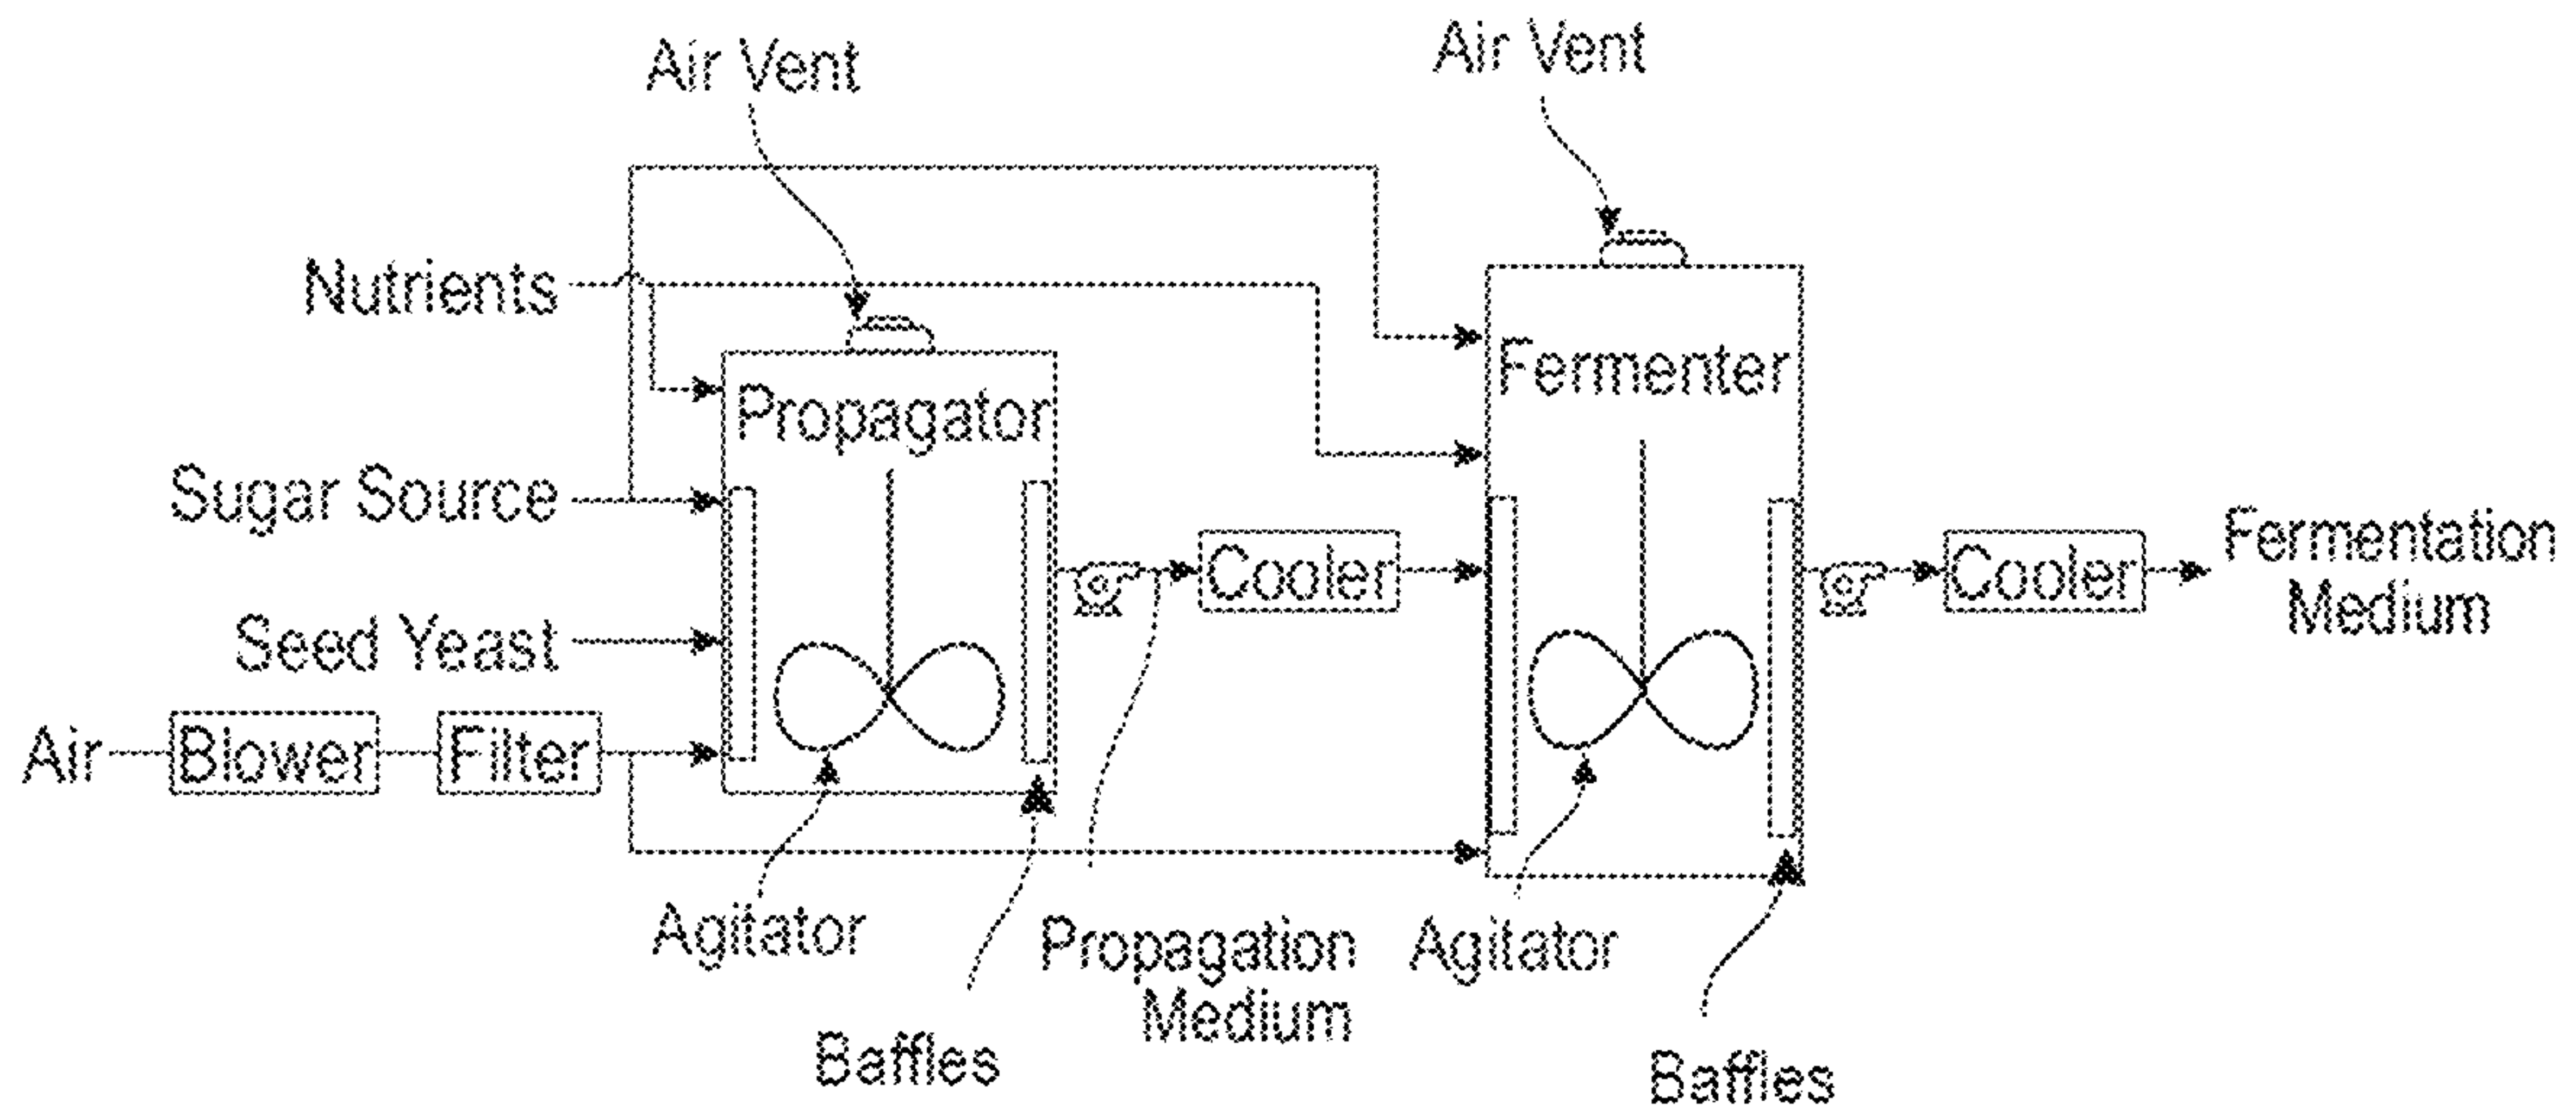 Air Vent
Air Vent
Nutrients
Fermenter
Propagator
Sugar Source
Cooler
Cooler
Fermentation
Medium
Seed Yeast
Air
Blower
Filter
Agitator
Propagation
Medium
Agitator
Baffles
Baffles